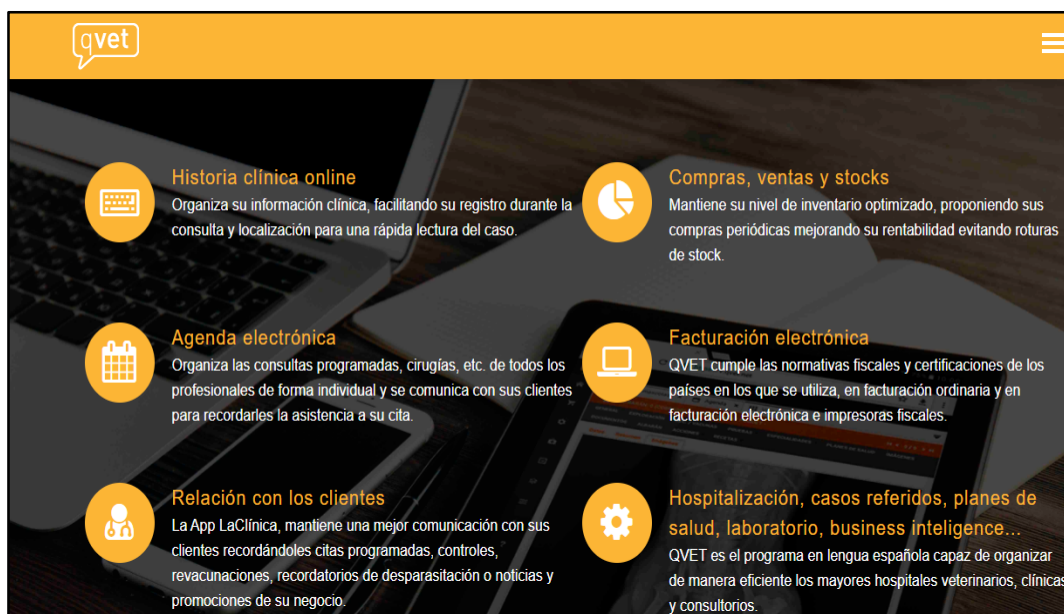 qvet
Historia clínica online
Organiza su información clínica, facilitando su registro durante la
consulta y localización para una rápida lectura del caso.
Compras, ventas y stocks
Mantiene su nivel de inventario optimizado, proponiendo sus
compras periódicas mejorando su rentabilidad evitando roturas
de stock.
Agenda electrónica
Organiza las consultas programadas, cirugías, etc. de todos los
profesionales de forma individual y se comunica con sus clientes
para recordarles la asistencia a su cita.
Facturación electrónica
QVET cumple las normativas fiscales y certificaciones de los
países en los que se utiliza, en facturación ordinaria y en
facturación electrónica e impresoras fiscales.
Relación con los clientes
La App LaClínica, mantiene una mejor comunicación con sus
clientes recordándoles citas programadas, controles,
revacunaciones, recordatorios de desparasitación o noticias y
promociones de su negocio.
Hospitalización, casos referidos, planes de
salud, laboratorio, business inteligence...
QVET es el programa en lengua española capaz de organizar
de manera eficiente los mayores hospitales veterinarios, clínicas
y consultorios.